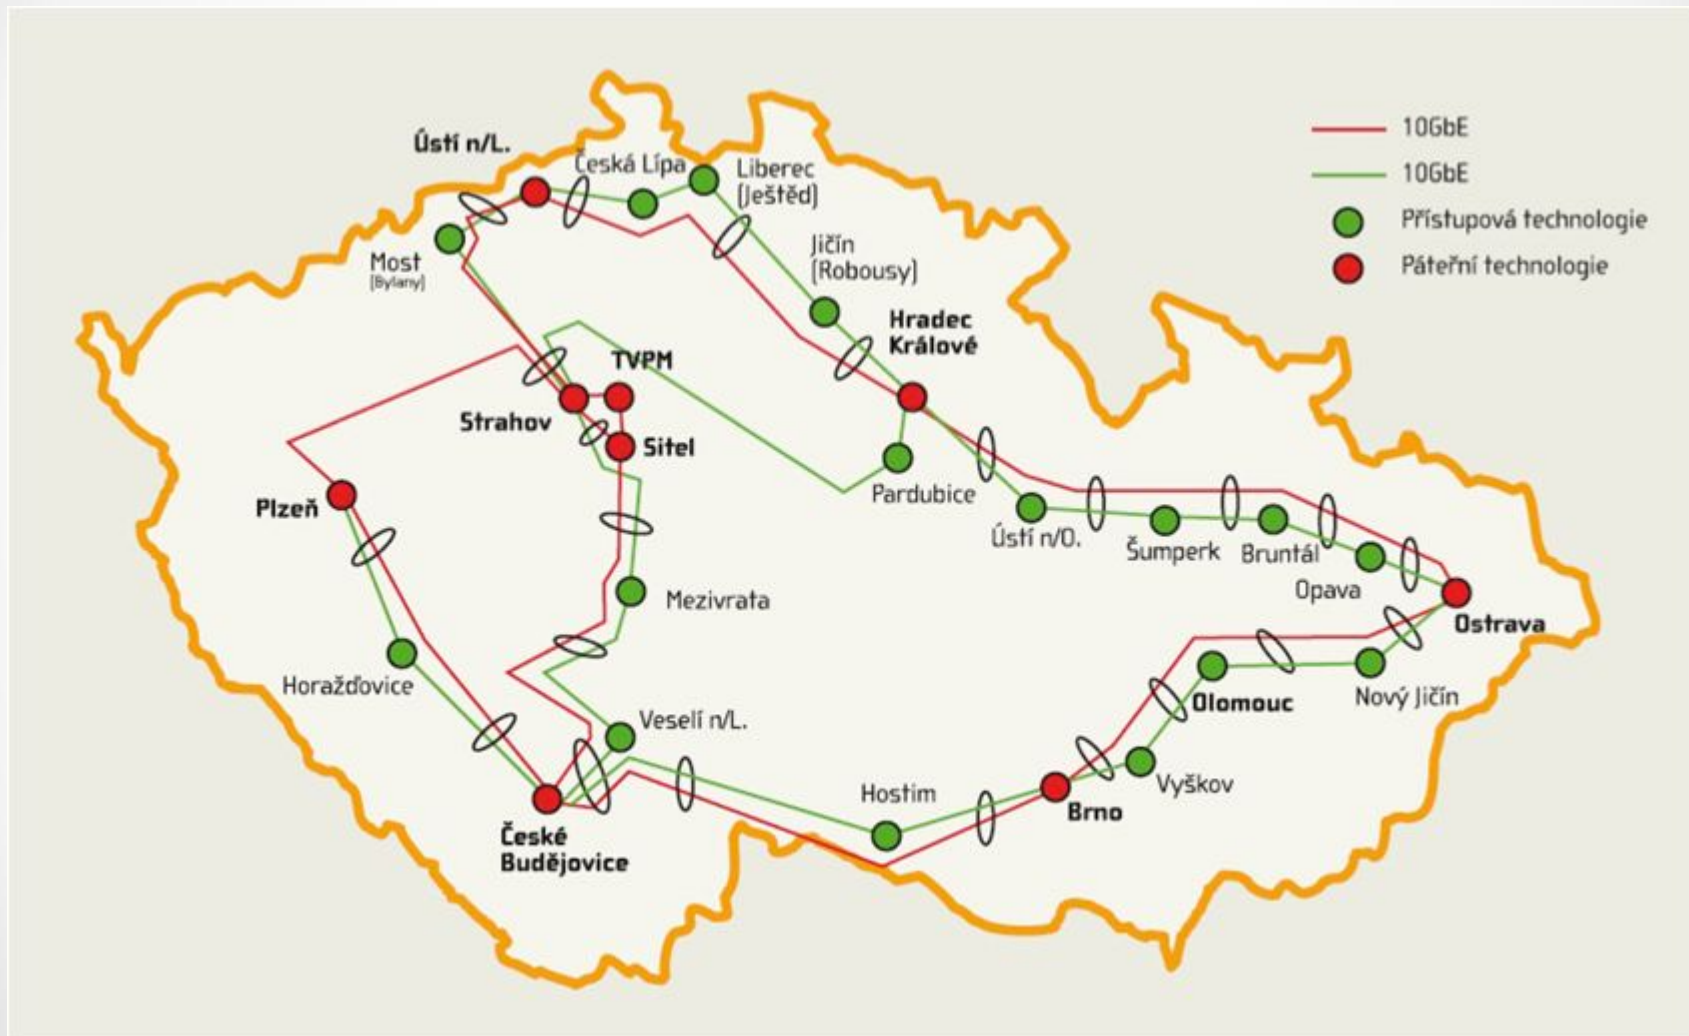 Ústí n/L.
Česká Lípa
Liberec
(Ještěd)
10GbE
10GbE
Přístupová technologie
Páteřní technologie
Most
(Bylany)
Jičín
(Robousy)
Hradec
Králové
TVPM
Strahov
Sitel
Plzeň
Pardubice
Ústí n/O.
Šumperk
Bruntál
Opava
Ostrava
Mezivrata
Horažďovice
Veselí n/L.
Olomouc
Nový Jičín
Vyškov
Hostim
Brno
České
Budějovice